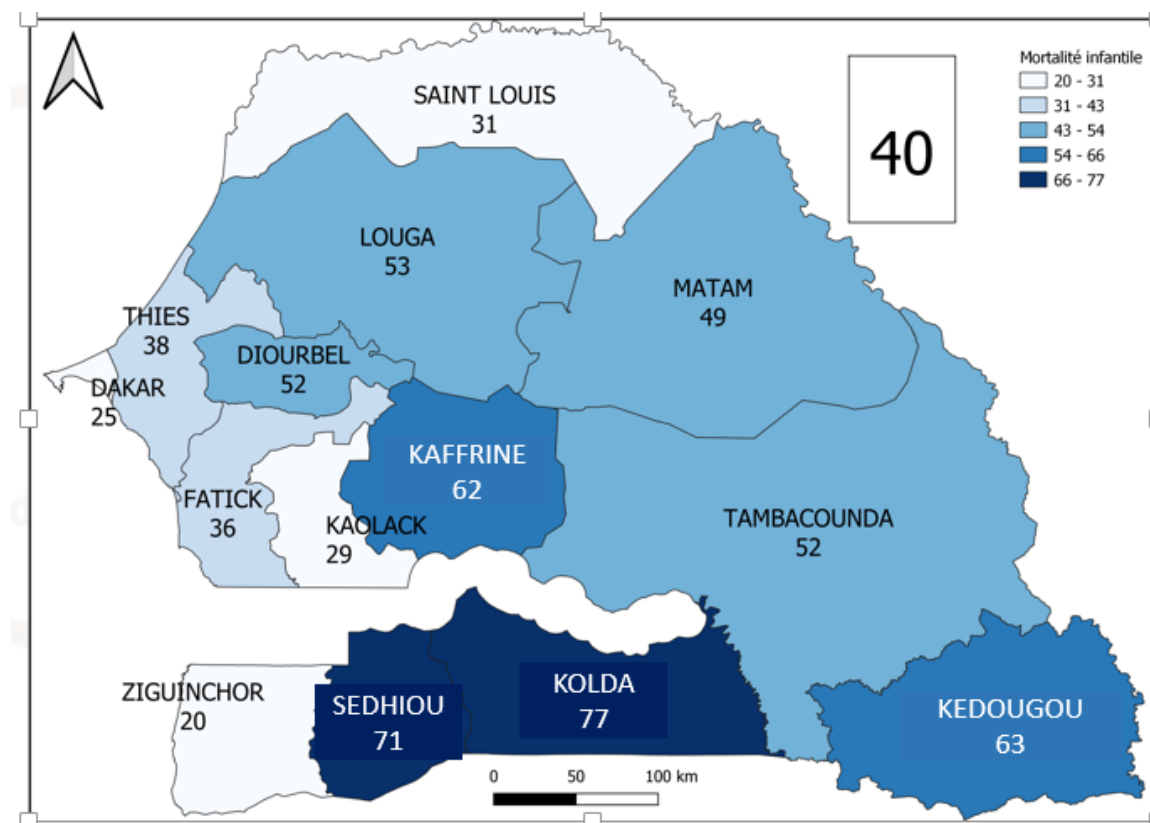 Mortalité infantile
20 - 31
31 - 43
43 - 54
54 - 66
66 - 77
40
SAINT LOUIS
31
LOUGA
53
MATAM
49
THIES
38
DIOURBEL
52
DAKAR
25
KAFFRINE
62
FATICK
36
KAOLACK
29
TAMBACOUNDA
52
ZIGUINCHOR
20
SEDHIOU
71
KOLDA
77
KEDOUGOU
63
0 50 100 km